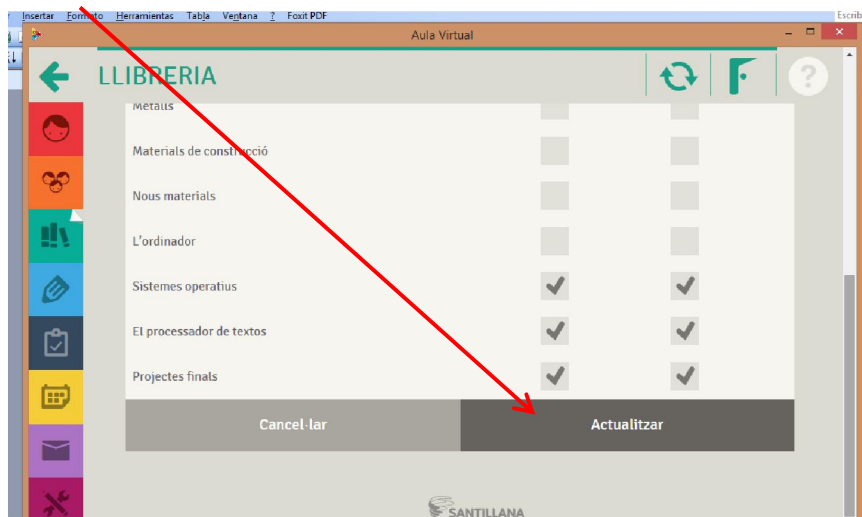 Insertar Formato Herramientas Tabla Ventana ? Foxit PDF
Escrib
Aula Virtual
LLIBRERIA
?
Metalls
Materials de construcció
Nous materials
L'ordinador
Sistemes operatius
El processador de textos
Projectes finals
Cancel·lar Actualitzar
SANTILLANA